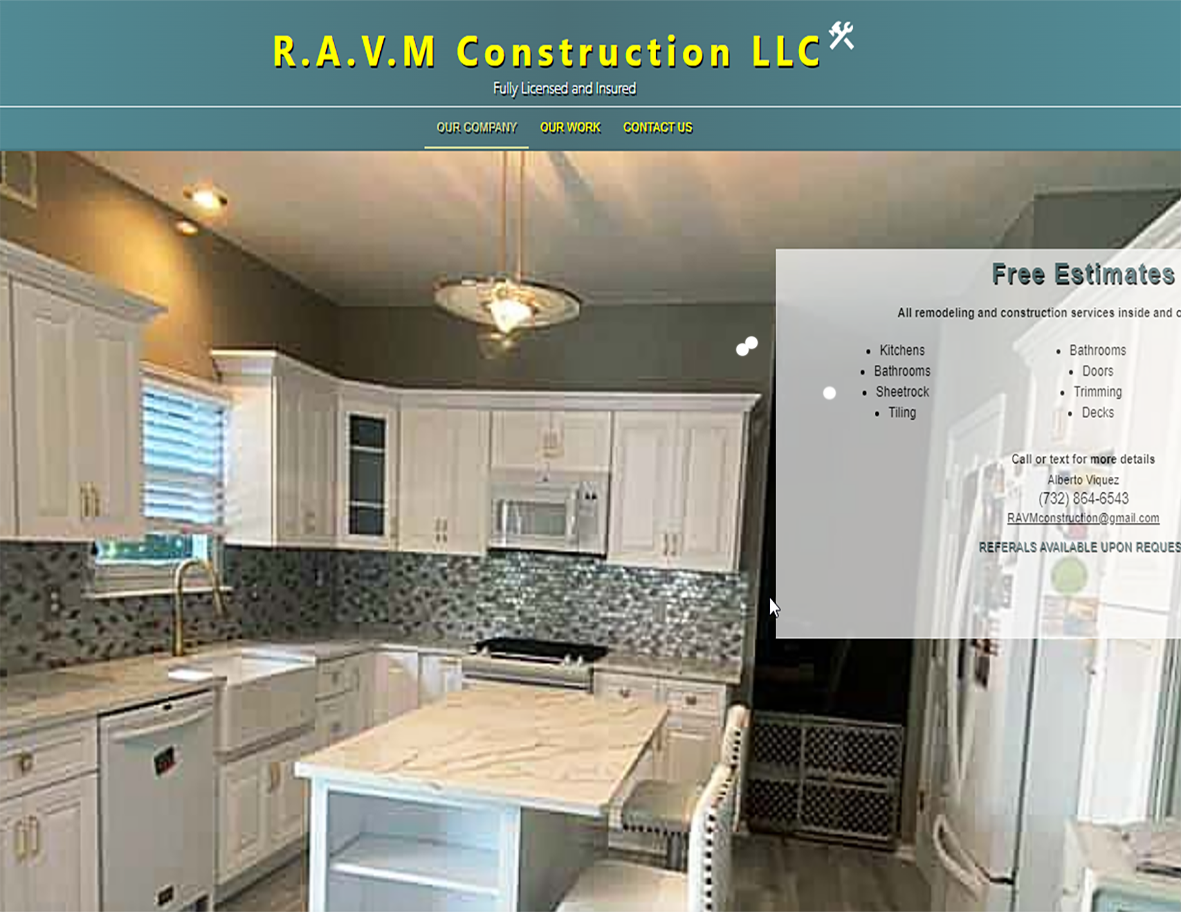 R.A.V.M Construction LLC
Fully Licensed and Insured
OUR COMPANY OUR WORK CONTACT US
Free Estimates
All remodeling and construction services inside and
• Kitchens
• Bathrooms
• Sheetrock
• Tiling
• Bathrooms
• Doors
• Trimming
• Decks
Call or text for more details
Alberto Viquez
(732) 864-6543
RAVMconstruction@gmail.com
REFERALS AVAILABLE UPON REQUES